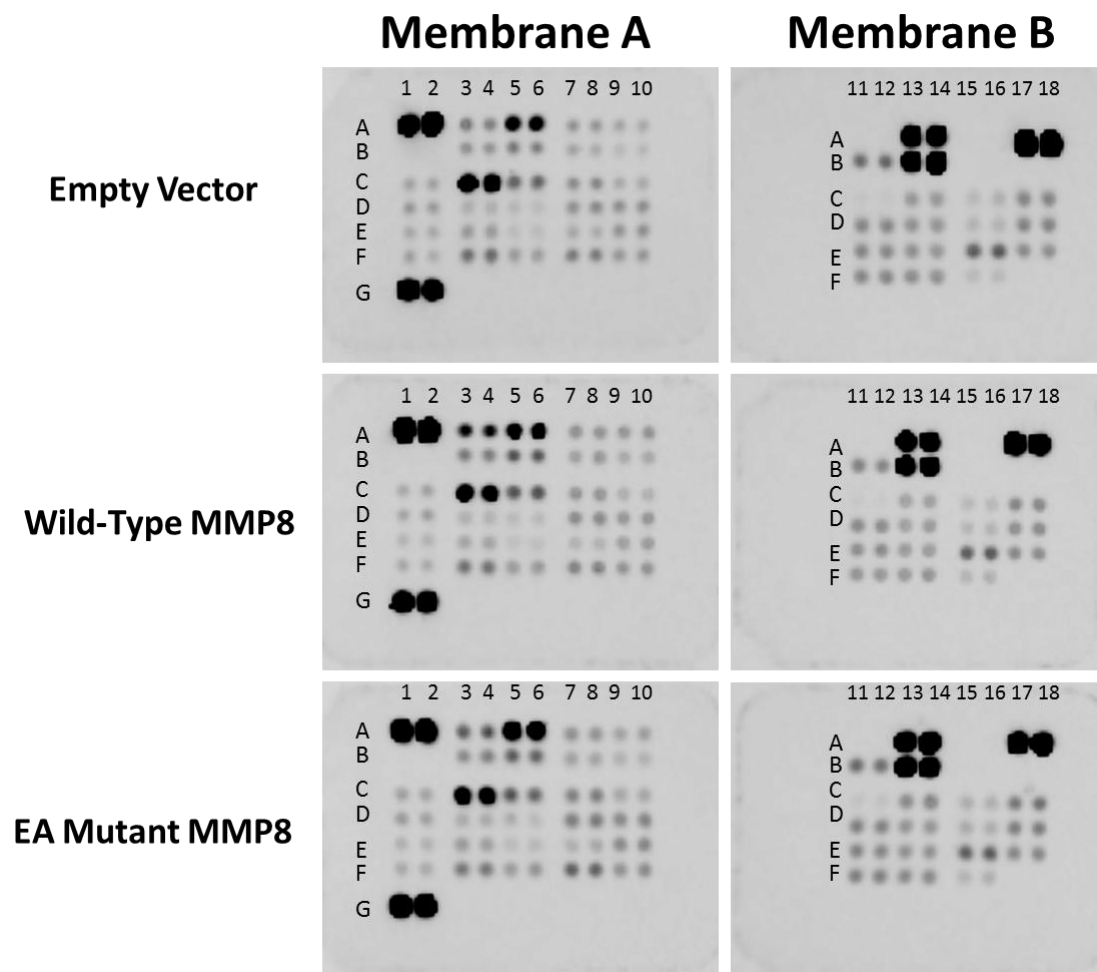 Membrane A Membrane B
Empty Vector
1 2 3 4 5 6 7 8 9 10
A
B
C
D
E
F
G
11 12 13 14 15 16 17 18
A
B
C
D
E
F
Wild-Type MMP8
1 2 3 4 5 6 7 8 9 10
A
B
C
D
E
F
G
11 12 13 14 15 16 17 18
A
B
C
D
E
F
EA Mutant MMP8
1 2 3 4 5 6 7 8 9 10
A
B
C
D
E
F
G
11 12 13 14 15 16 17 18
A
B
C
D
E
F